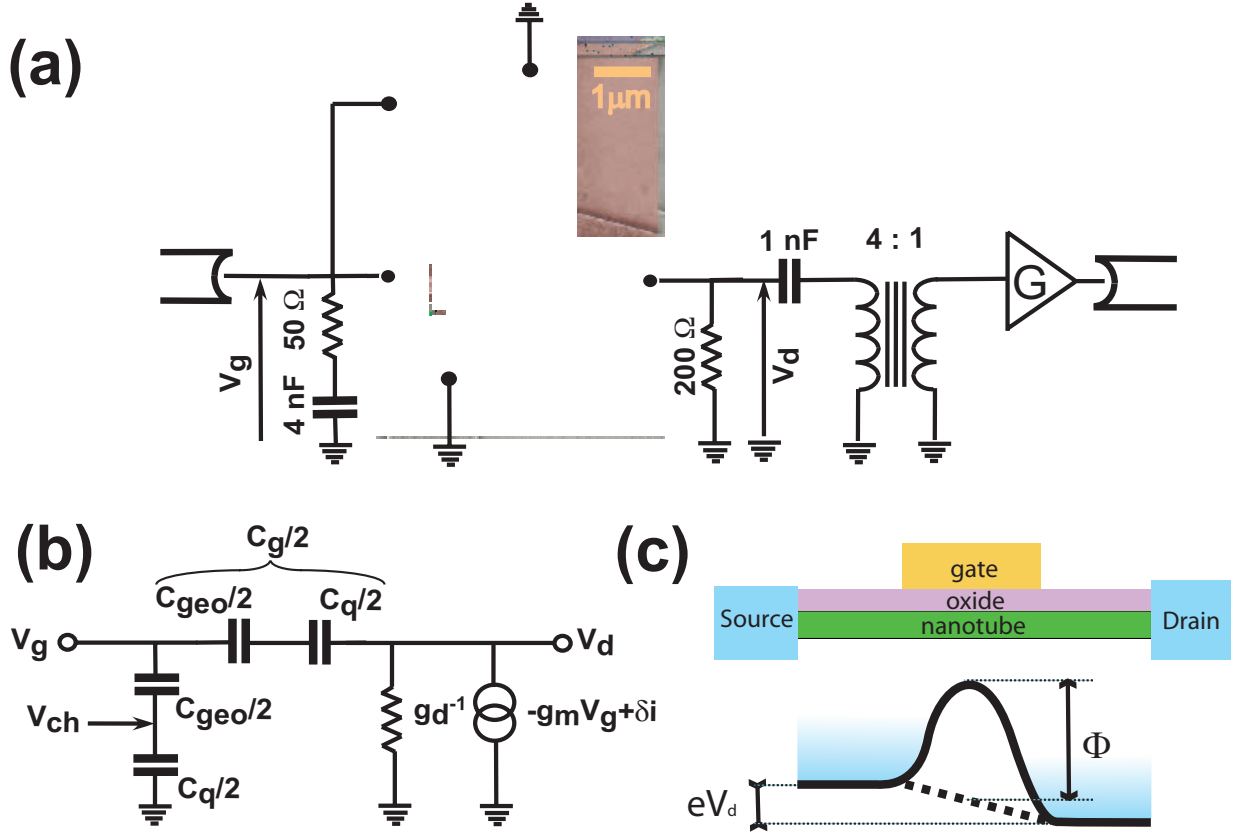 (a)
1μm
1 nF
4 : 1
G
50 Ω
4 nF
Vg
200 Ω
Vd
(b)
Cg/2
Cgeo/2
Cq/2
Vg
Vd
Cgeo/2
Vch
gd-1
-gmVg+δi
Cq/2
(c)
gate
oxide
Source
nanotube
Drain
Φ
eVd